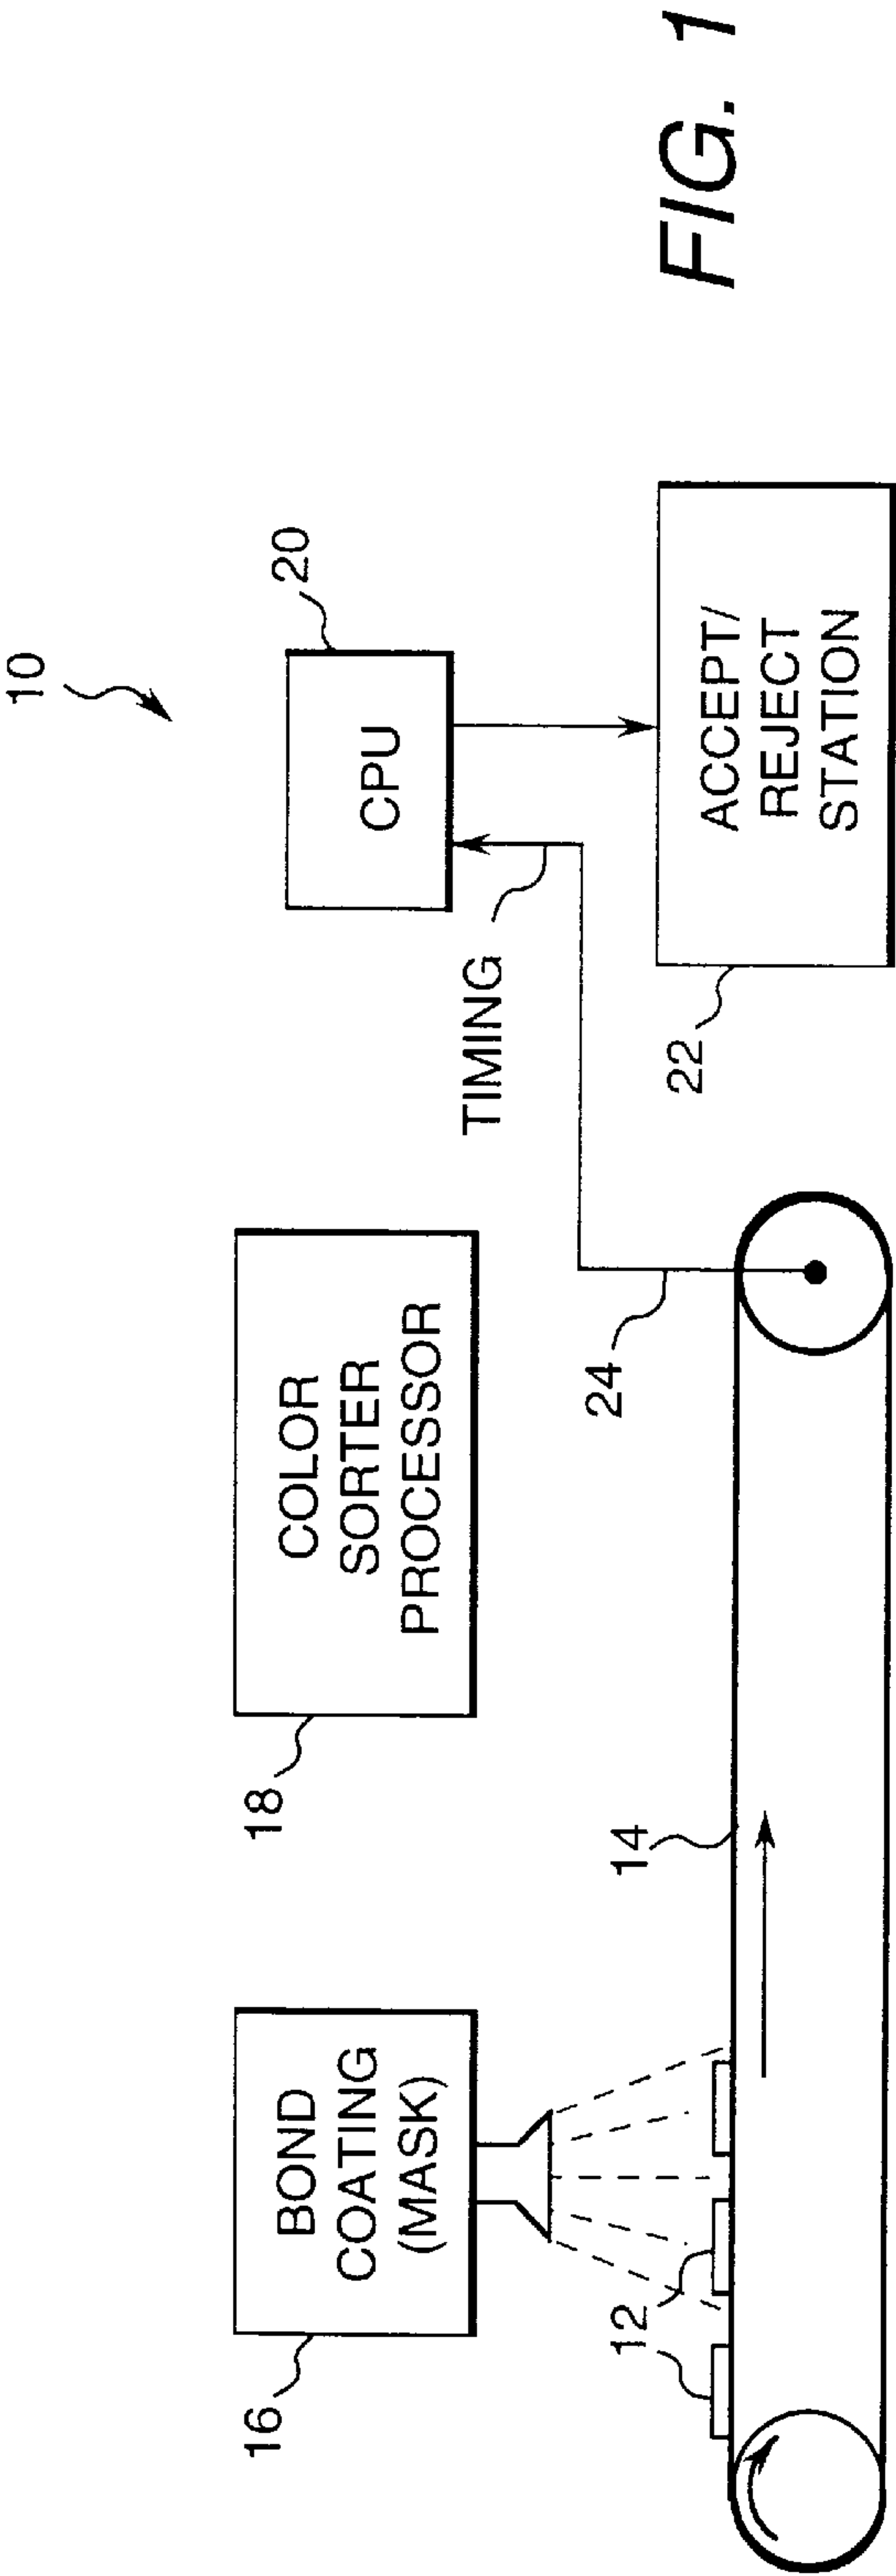 10
16
BOND
COATING
(MASK)
18
COLOR
SORTER
PROCESSOR
20
CPU
TIMING
12
14
24
22
ACCEPT/
REJECT
STATION
FIG. 1